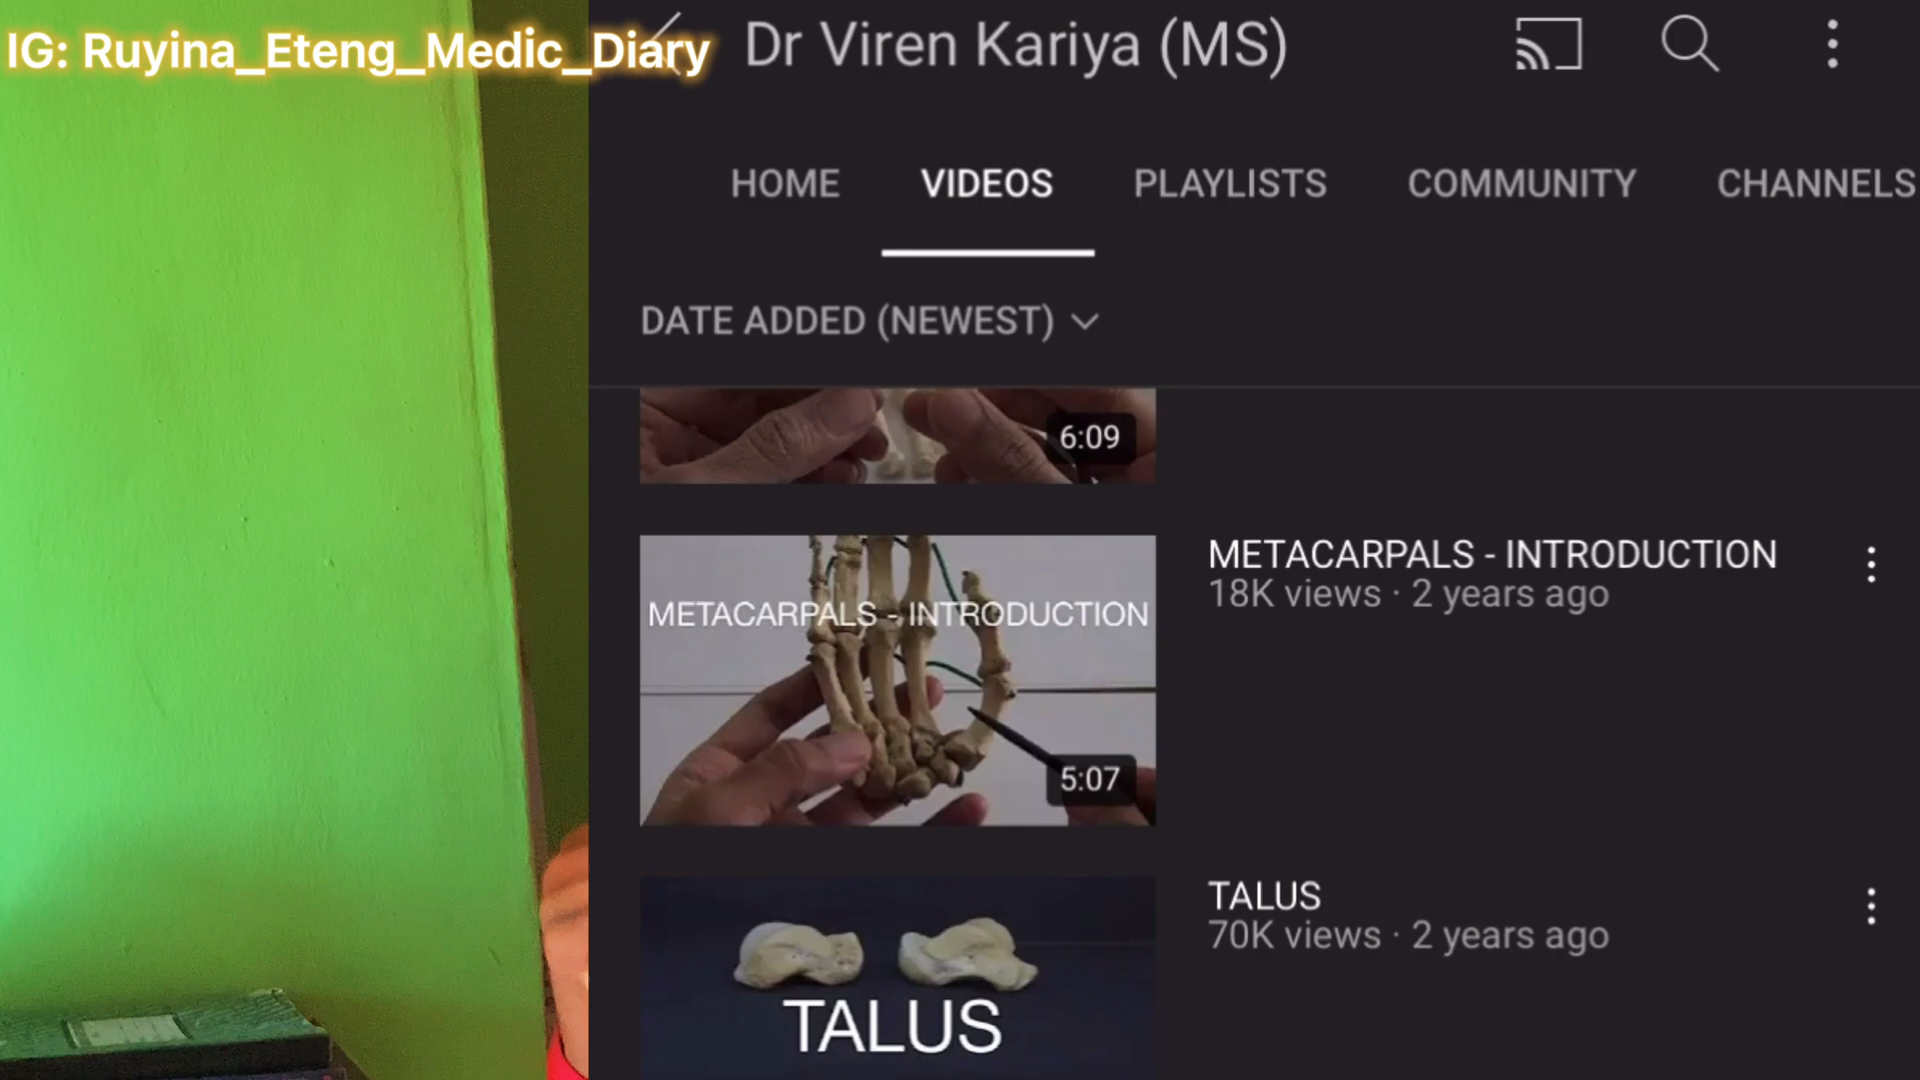 IG: Ruyina_Eteng_Medic_Diary
Dr Viren Kariya (MS)
HOME VIDEOS PLAYLISTS COMMUNITY CHANNELS
DATE ADDED (NEWEST)
6:09
METACARPALS - INTRODUCTION
5:07
METACARPALS - INTRODUCTION
18K views · 2 years ago
TALUS
TALUS
70K views · 2 years ago